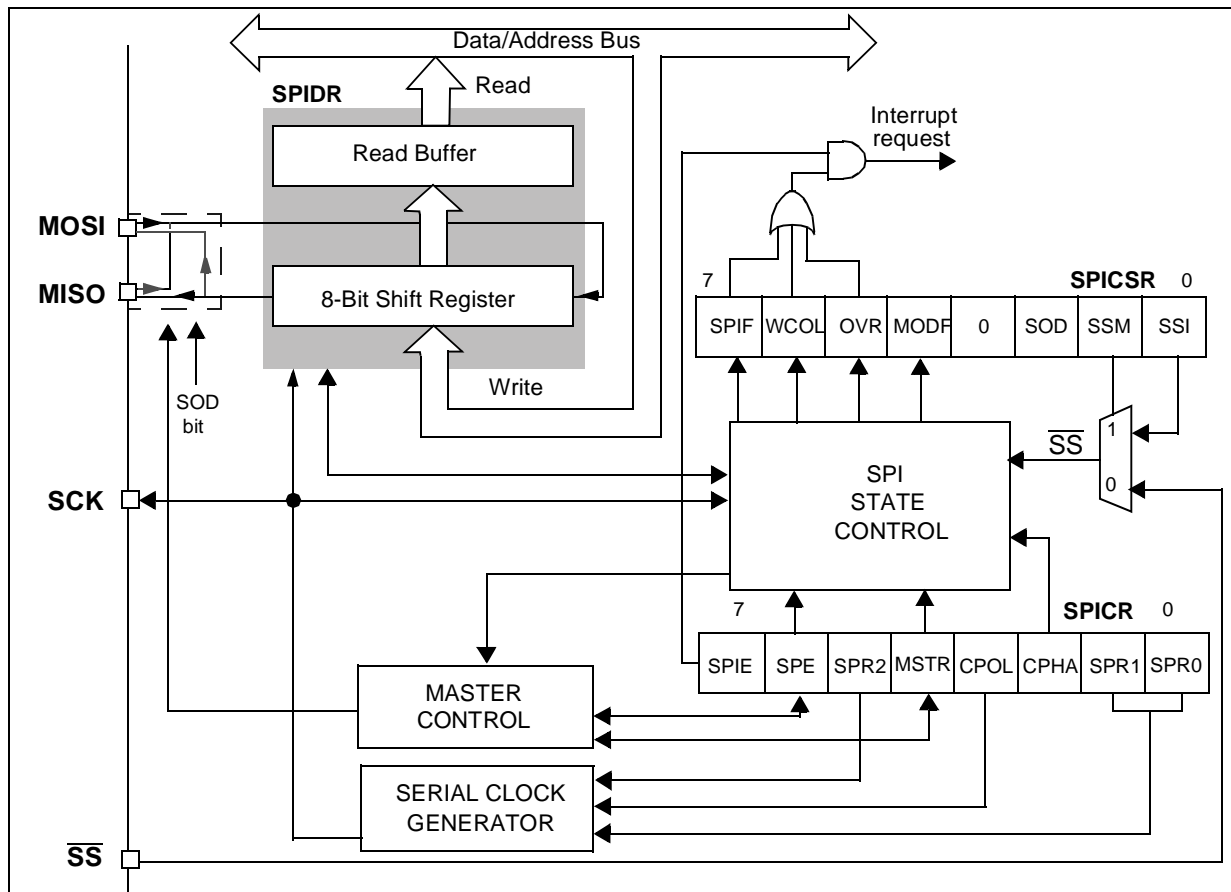 Data/Address Bus
Read
SPIDR
Interrupt
request
Read Buffer
MOSI
MISO
8-Bit Shift Register
7
SPICSR
0
SPIF
WCOL
OVR
MODF
0
SOD
SSM
SSI
Write
SOD
bit
1
SS
0
SCK
SPI
STATE
CONTROL
7
SPICR
0
SPIE
SPE
SPR2
MSTR
CPOL
CPHA
SPR1
SPR0
MASTER
CONTROL
SERIAL CLOCK
GENERATOR
SS